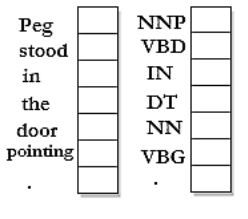 Peg NNP
stood VBD
in IN
the DT
door NN
pointing VBG
. .